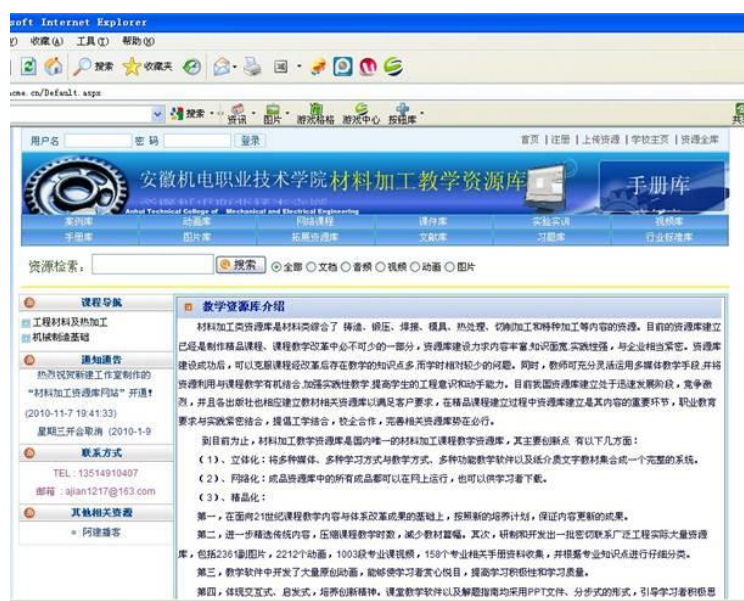 soft Internet Explorer
收藏(A) 工具(T) 帮助(H)
搜索 收藏夹
cme.cn/Default.aspx
搜索 资讯 图片 游戏格格 游戏中心 按钮库
用户名 密码 登录 首页 | 注册 | 上传资源 | 学校主页 | 资源全库
安徽机电职业技术学院材料加工教学资源库 手册库
Anhui Technical College of Mechanical and Electrical Engineering
案例库 动画库 网络课程 课件库 实验实训 视频库
手册库 图片库 拓展资源库 文献库 习题库 行业标准库
资源检索： 搜索 全部 文档 音频 视频 动画 图片
课程导航
工程材料及热加工
机械制造基础
通知通告
热烈祝贺新建工作室制作的
“材料加工资源库网站”开通!
(2010-11-7 19:41:33)
星期三开会取消 (2010-1-9
联系方式
TEL：13514910407
邮箱：ajian1217@163.com
其他相关资源
阿建播客
教学资源库介绍
材料加工类资源库是材料类综合了 铸造、锻压、焊接、模具、热处理、切削加工和特种加工等内容的资源。目前的资源库建立
已经是制作精品课程、课程教学改革中必不可少的一部分，资源库建设力求内容丰富,知识面宽,实践性强，与企业相当紧密。资源库
建设成功后，可以克服课程经改革后存在教学的知识点多,而学时相对较少的问题。同时，教师可充分灵活运用多媒体教学手段,并将
资源利用与课程教学有机结合,加强实践性教学,提高学生的工程意识和动手能力。目前我国资源库建立处于迅速发展阶段，竞争激
烈，并且各出版社也相应建立教材相关资源库以满足客户要求，在精品课程建立过程中资源库建立是其内容的重要环节，职业教育
要求与实践紧密结合，提倡工学结合，校企合作，完善相关资源库势在必行。
到目前为止，材料加工教学资源库是国内唯一的材料加工课程教学资源库，其主要创新点 有以下几方面：
（1）、立体化：将多种媒体、多种学习方式与教学方式、多种功能教学软件以及纸介质文字教材集合成一个完整的系统。
（2）、网络化：成品资源库中的所有成品都可以在网上运行，也可以供学习者下载。
（3）、精品化：
第一，在面向21世纪课程教学内容与体系改革成果的基础上，按照新的培养计划，保证内容更新的成果。
第二，进一步精选传统内容，压缩课程教学时数，减少教材篇幅。其次，研制和开发出一批密切联系广泛工程实际大量资源
库，包括2361副图片，2212个动画，1003段专业课视频，158个专业相关手册资料收集，并根据专业知识点进行仔细分类。
第三，教学软件中开发了大量原创动画，能够使学习者赏心悦目，提高学习积极性和学习质量。
第四，体现交互式、启发式，培养创新精神。课堂教学软件以及解题指南均采用PPT文件、分步式的形式，引导学习者积极思